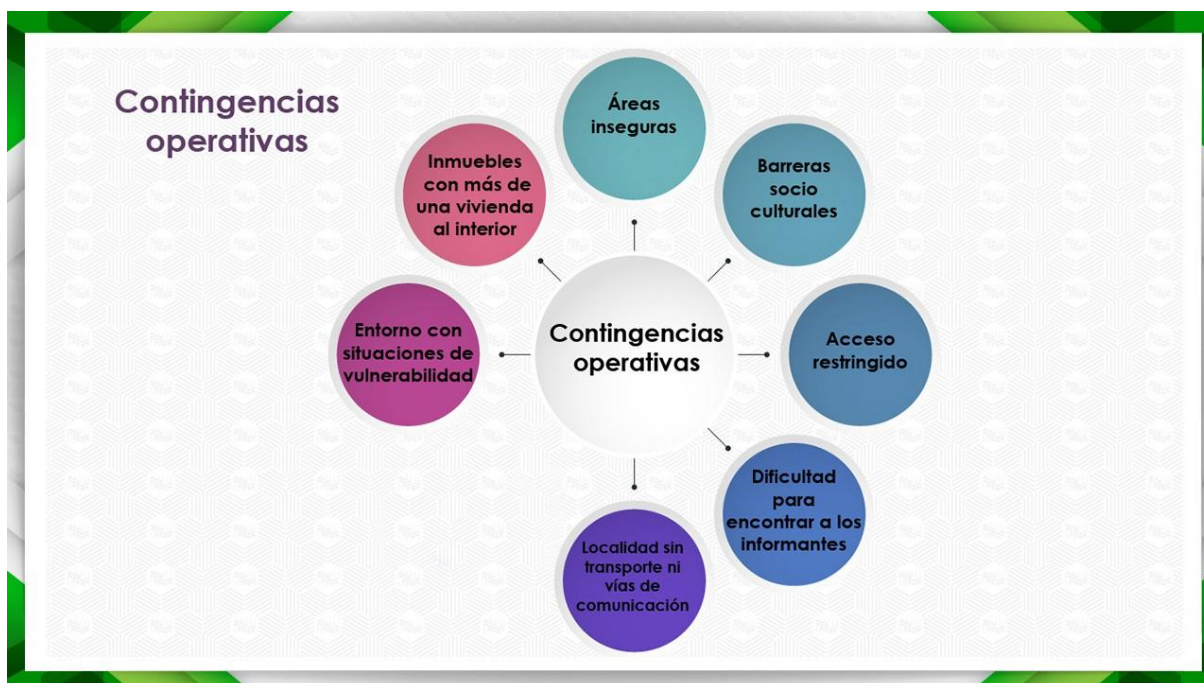 Contingencias
operativas
Áreas
inseguras
Barreras
socio
culturales
Acceso
restringido
Dificultad
para
encontrar a los
informantes
Localidad sin
transporte ni
vías de
comunicación
Entorno con
situaciones de
vulnerabilidad
Inmuebles
con más de
una vivienda
al interior
Contingencias
operativas